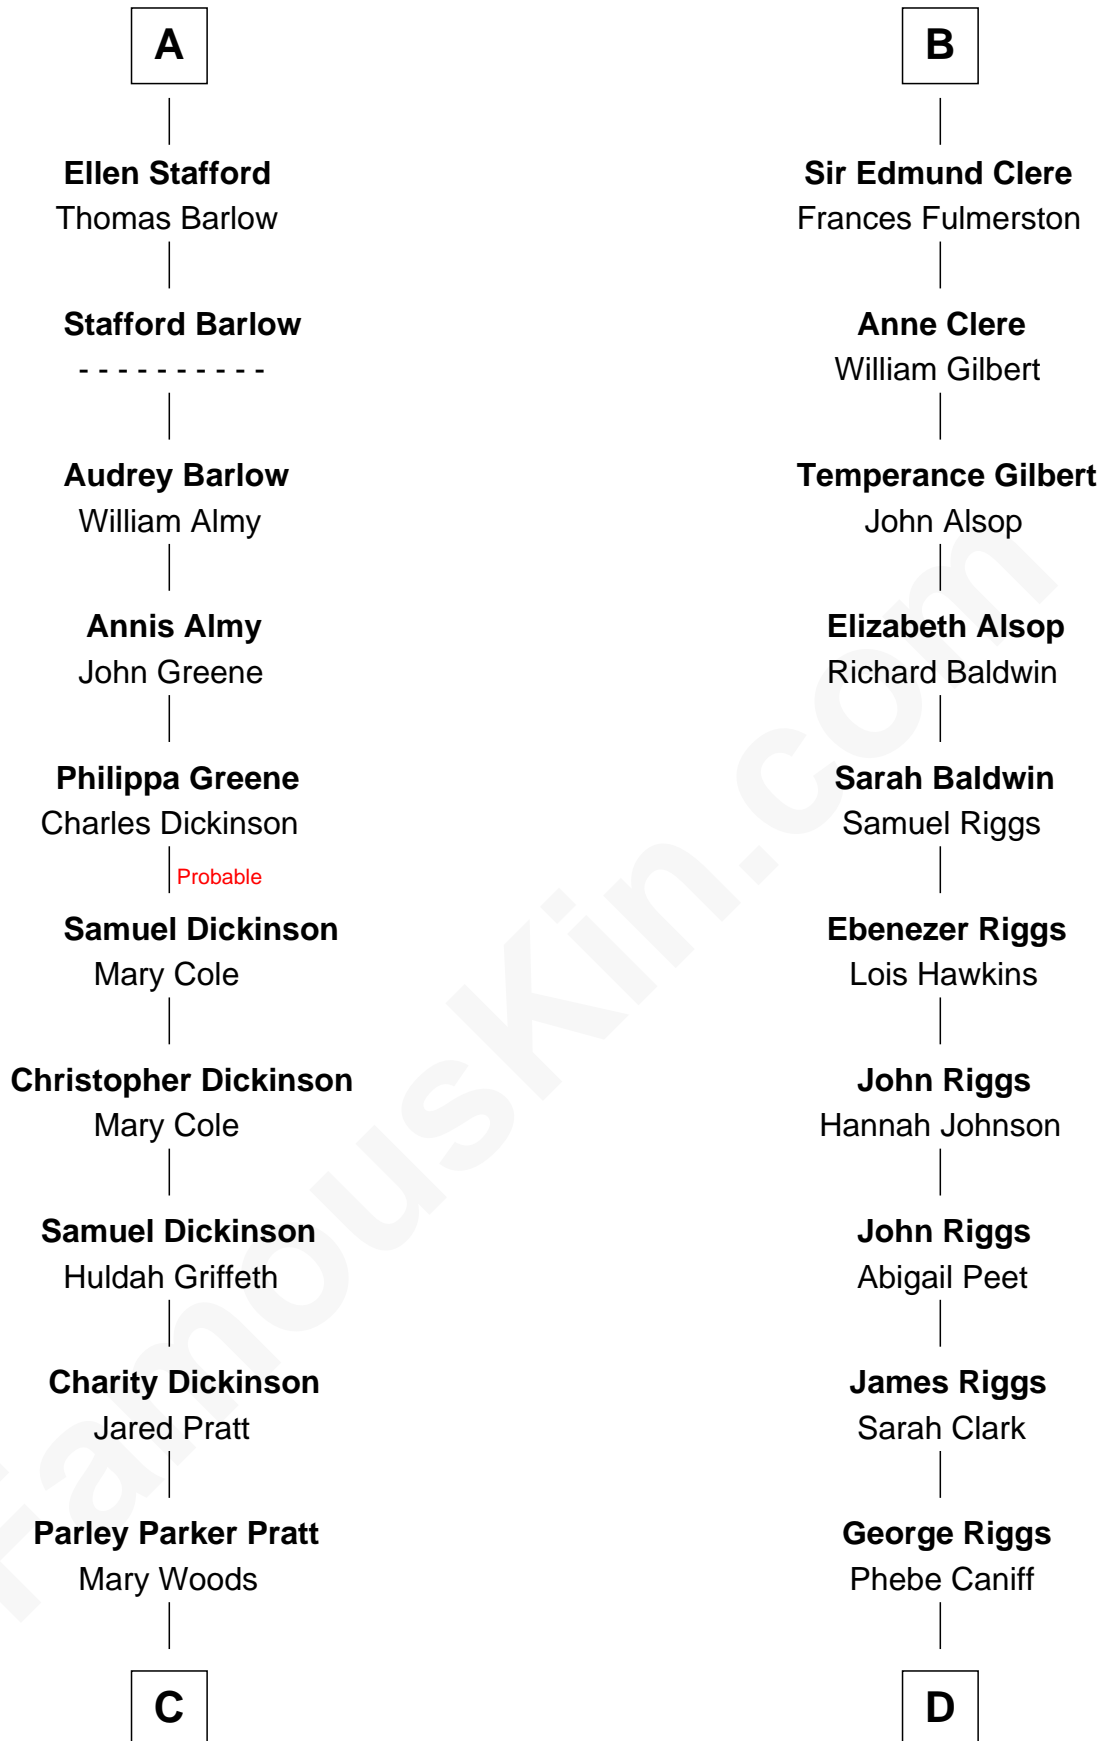 A
Ellen Stafford
Thomas Barlow
Stafford Barlow
- - - - - - - - - -
Audrey Barlow
William Almy
Annis Almy
John Greene
Philippa Greene
Charles Dickinson
Probable
Samuel Dickinson
Mary Cole
Christopher Dickinson
Mary Cole
Samuel Dickinson
Huldah Griffeth
Charity Dickinson
Jared Pratt
Parley Parker Pratt
Mary Woods
C
B
Sir Edmund Clere
Frances Fulmerston
Anne Clere
William Gilbert
Temperance Gilbert
John Alsop
Elizabeth Alsop
Richard Baldwin
Sarah Baldwin
Samuel Riggs
Ebenezer Riggs
Lois Hawkins
John Riggs
Hannah Johnson
John Riggs
Abigail Peet
James Riggs
Sarah Clark
George Riggs
Phebe Caniff
D
FamousKin.com